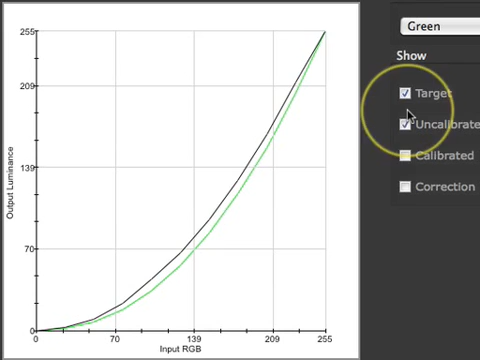 Green
Show
Target
Uncalibrate
Calibrated
Correction
255
209
139
70
0
Output Luminance
0 70 139 209 255
Input RGB